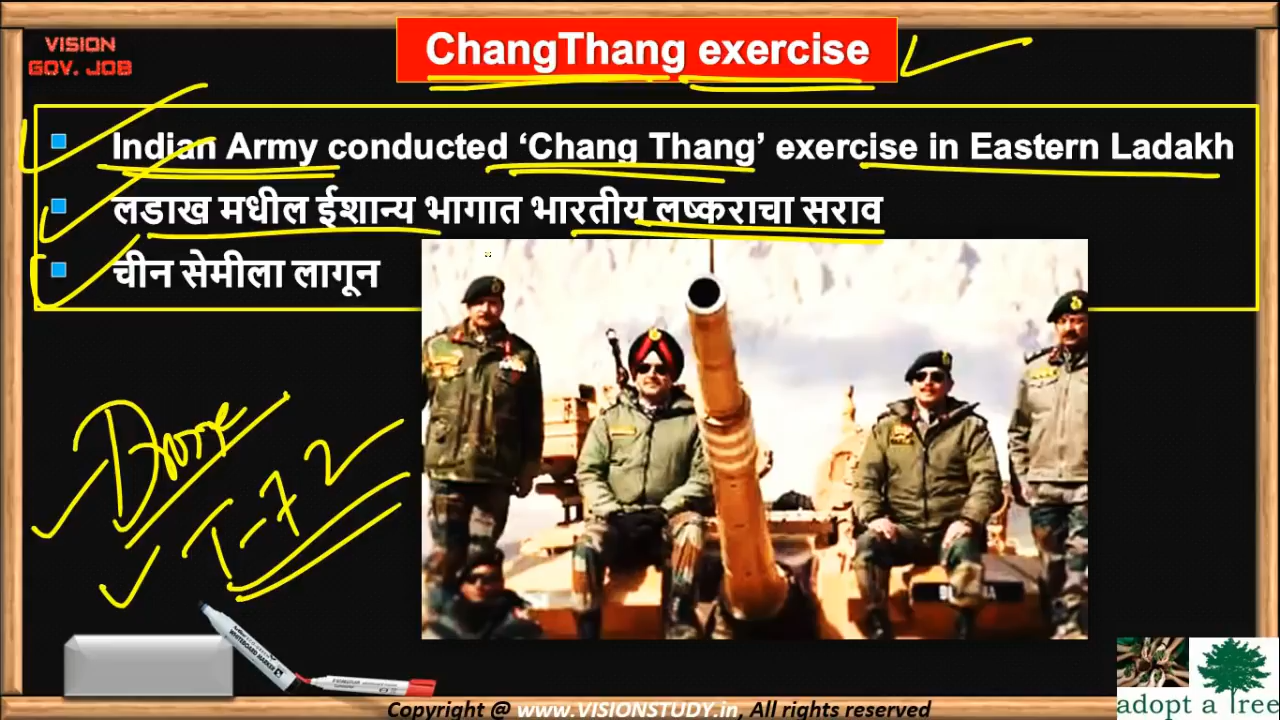 VISION
GOV. JOB
ChangThang exercise
Indian Army conducted ‘Chang Thang’ exercise in Eastern Ladakh
लडाख मधील ईशान्य भागात भारतीय लष्कराचा सराव
चीन सेमीला लागून
T-72
Copyright @ www.VISIONSTUDY.in, All rights reserved
adopt a Tree